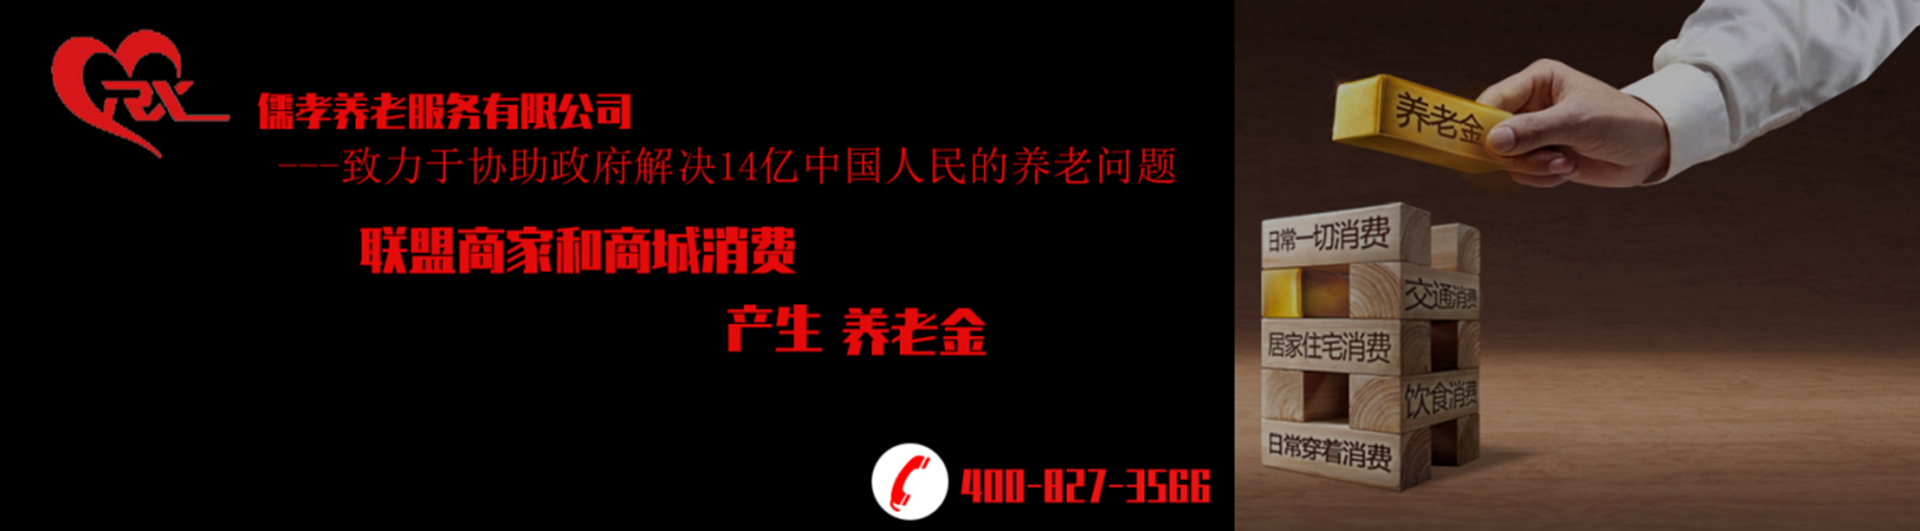 RX
儒孝养老服务有限公司
---致力于协助政府解决14亿中国人民的养老问题
联盟商家和商城消费
产生 养老金
400-827-3566
养老金
日常一切消费
交通消费
居家住宅消费
饮食消费
日常穿着消费